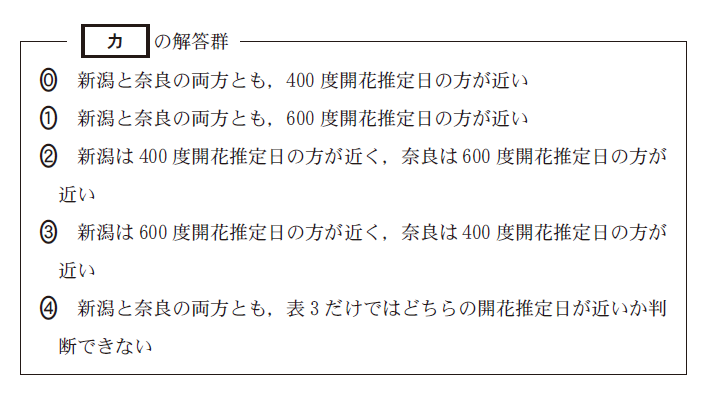 カ の解答群
⓪ 新潟と奈良の両方とも，400 度開花推定日の方が近い
① 新潟と奈良の両方とも，600 度開花推定日の方が近い
② 新潟は 400 度開花推定日の方が近く，奈良は 600 度開花推定日の方が
近い
③ 新潟は 600 度開花推定日の方が近く，奈良は 400 度開花推定日の方が
近い
④ 新潟と奈良の両方とも，表 3 だけではどちらの開花推定日が近いか判
断できない